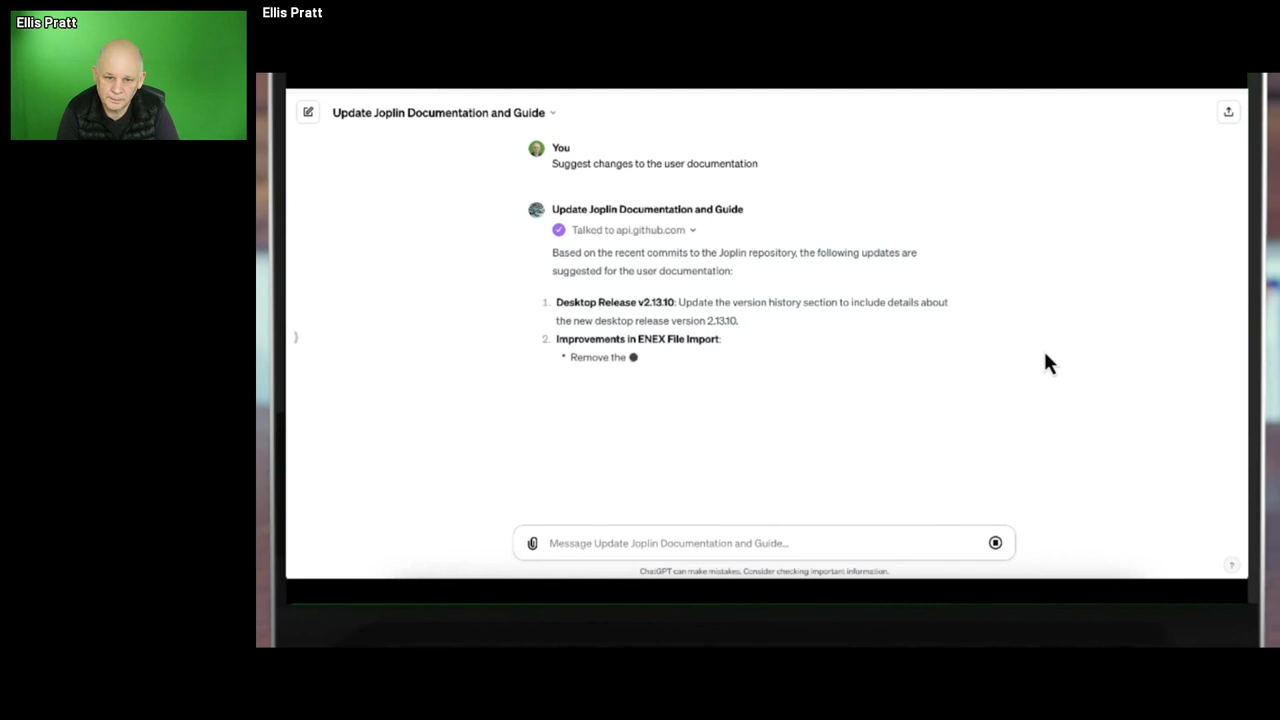 Ellis Pratt
Ellis Pratt
Update Joplin Documentation and Guide
You
Suggest changes to the user documentation
Update Joplin Documentation and Guide
Talked to api.github.com
Based on the recent commits to the Joplin repository, the following updates are
suggested for the user documentation:
1. Desktop Release v2.13.10: Update the version history section to include details about
the new desktop release version 2.13.10.
2. Improvements in ENEX File Import:
• Remove the
Message Update Joplin Documentation and Guide...
ChatGPT can make mistakes. Consider checking important information.
?